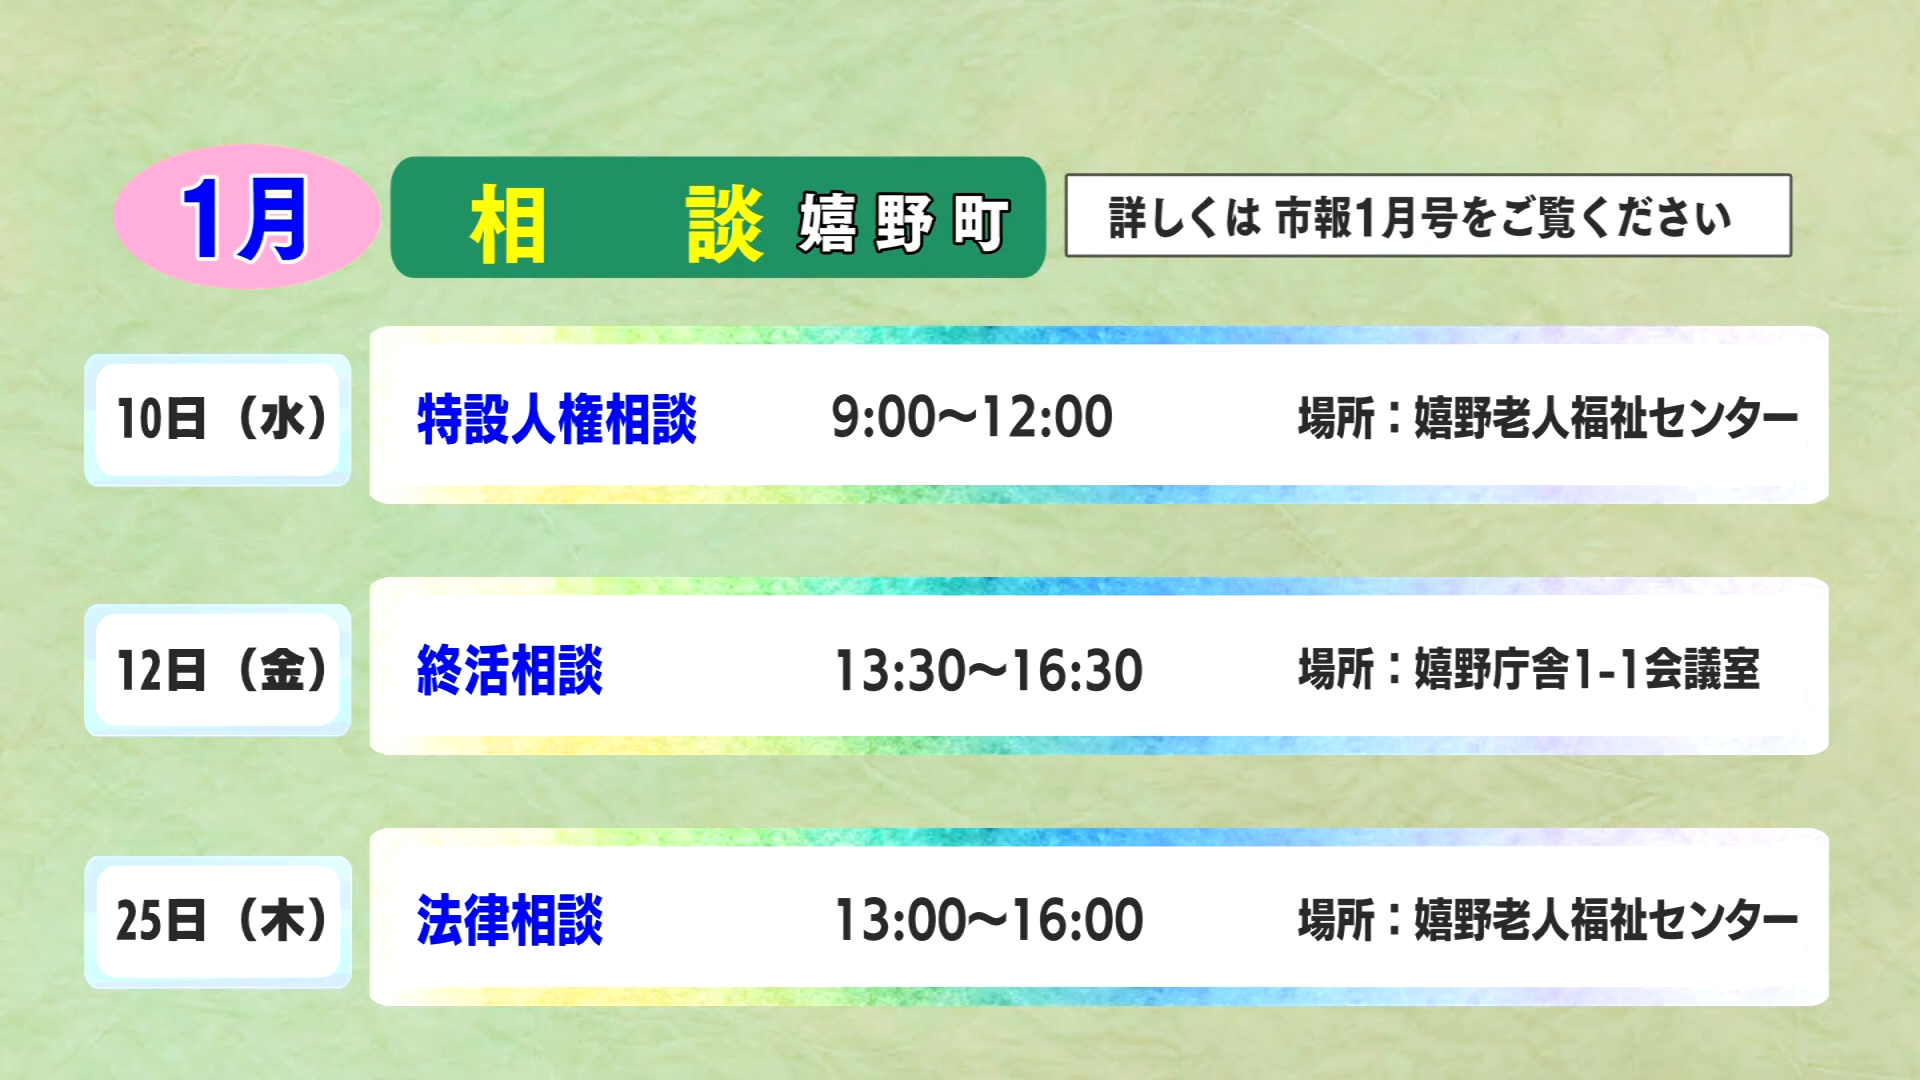 1月 相談 嬉野町 詳しくは 市報1月号をご覧ください
10日（水） 特設人権相談 9:00～12:00 場所：嬉野老人福祉センター
12日（金） 終活相談 13:30～16:30 場所：嬉野庁舎1-1会議室
25日（木） 法律相談 13:00～16:00 場所：嬉野老人福祉センター